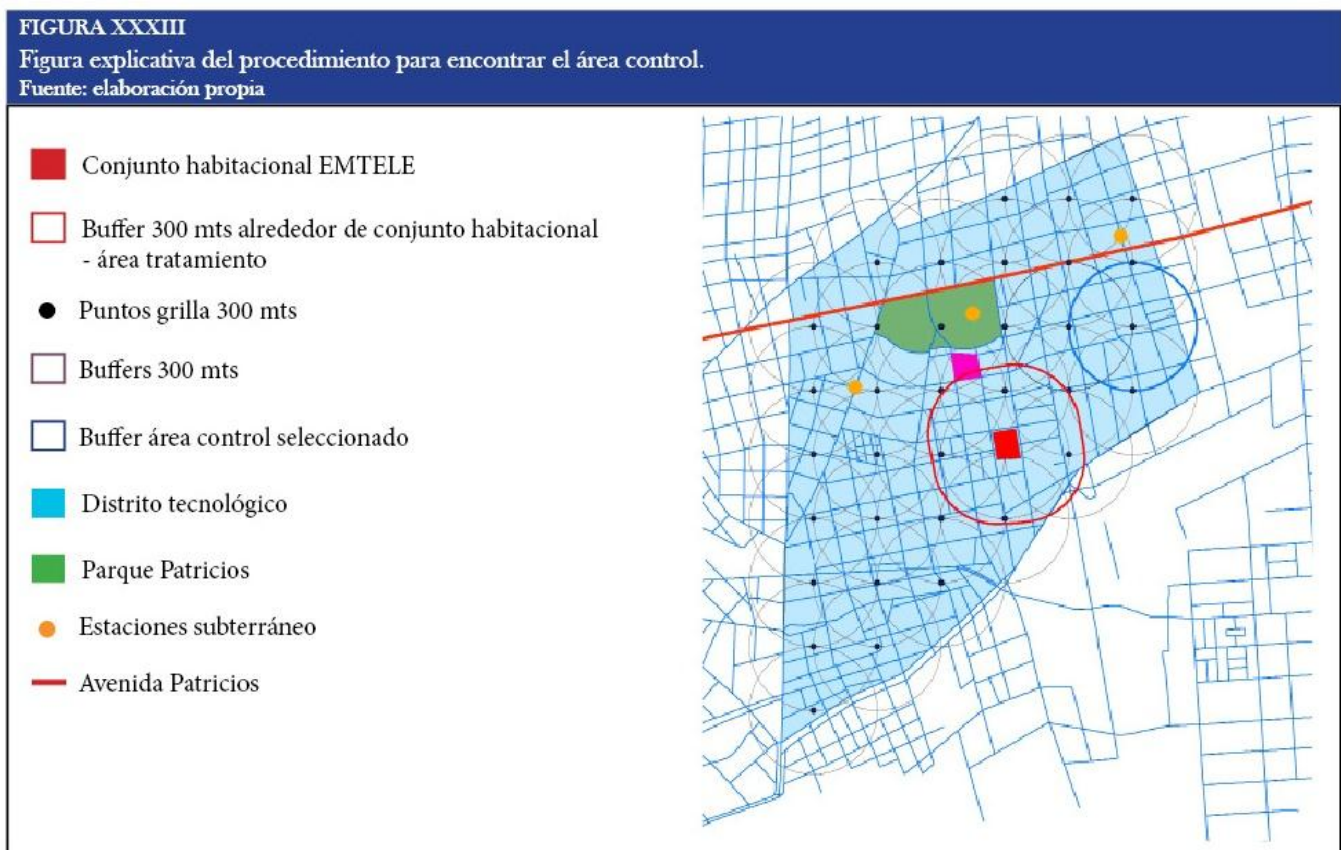 FIGURA XXXIII
Figura explicativa del procedimiento para encontrar el área control.
Fuente: elaboración propia
Conjunto habitacional EMTELE
Buffer 300 mts alrededor de conjunto habitacional
- área tratamiento
Puntos grilla 300 mts
Buffers 300 mts
Buffer área control seleccionado
Distrito tecnológico
Parque Patricios
Estaciones subterráneo
Avenida Patricios